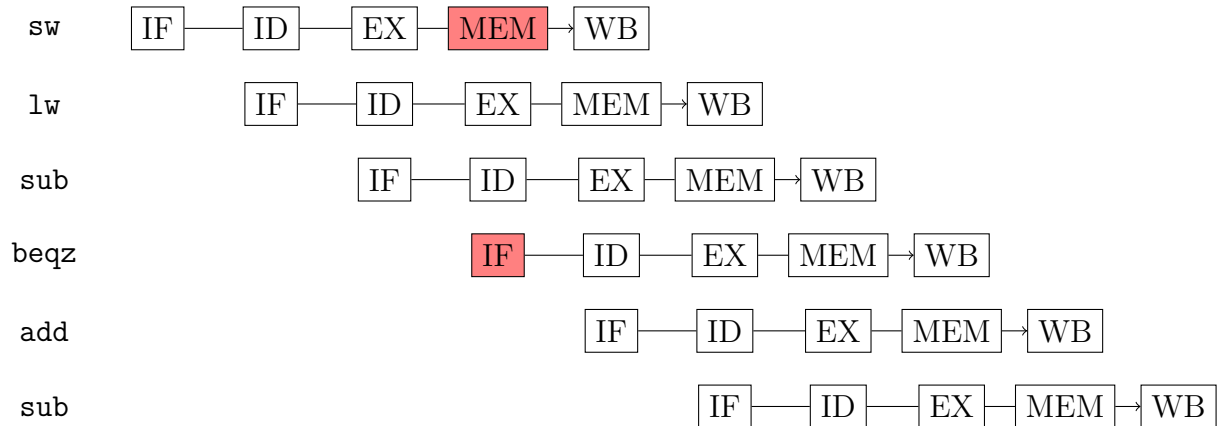 sw IF ID EX MEM WB
lw IF ID EX MEM WB
sub IF ID EX MEM WB
beqz IF ID EX MEM WB
add IF ID EX MEM WB
sub IF ID EX MEM WB